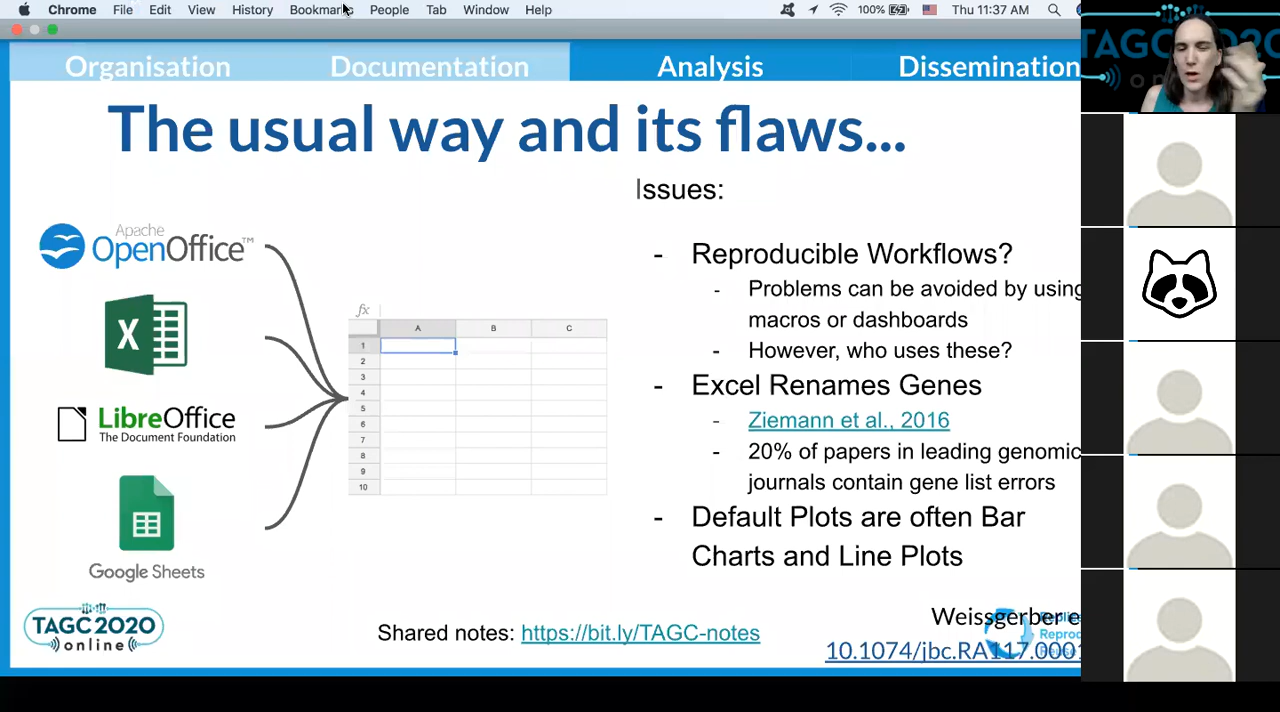 Chrome File Edit View History Bookmarks People Tab Window Help 100% Thu 11:37 AM
Organisation Documentation Analysis Dissemination
The usual way and its flaws...
Issues:
Apache
OpenOffice™
LibreOffice
The Document Foundation
Google Sheets
fx
A B C
1
2
3
4
5
6
7
8
9
10
- Reproducible Workflows?
- Problems can be avoided by using
macros or dashboards
- However, who uses these?
- Excel Renames Genes
- Ziemann et al., 2016
- 20% of papers in leading genomic
journals contain gene list errors
- Default Plots are often Bar
Charts and Line Plots
TAGC 2020
online
Shared notes: https://bit.ly/TAGC-notes
Weissgerber e
10.1074/jbc.RA117.000
TAGC2020